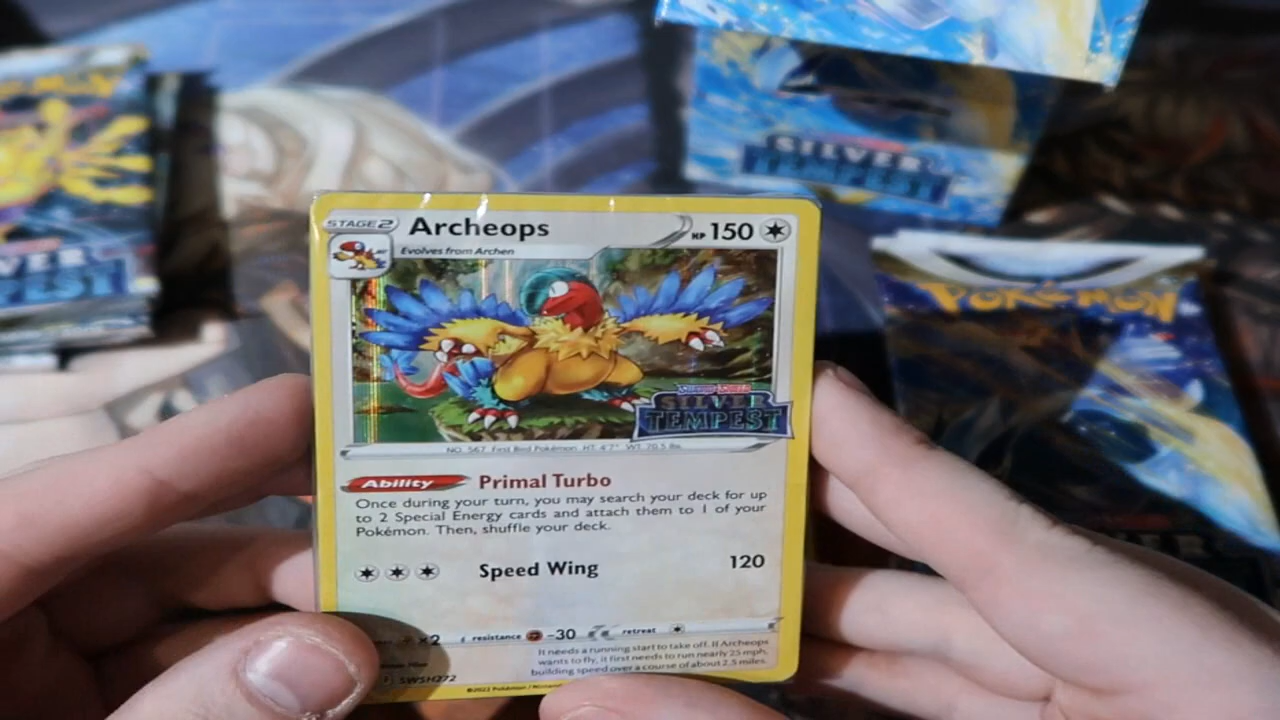 POKÉMON
SILVER
TEMPEST
SILVER
TEMPEST
POKÉMON
STAGE 2
Archeops
HP 150
Evolves from Archen
SILVER
TEMPEST
NO. 567 First Bird Pokémon HT: 4'7" WT: 70.5 lbs.
Ability
Primal Turbo
Once during your turn, you may search your deck for up
to 2 Special Energy cards and attach them to 1 of your
Pokémon. Then, shuffle your deck.
Speed Wing
120
×2
resistance
-30
retreat
It needs a running start to take off. If Archeops
wants to fly, it first needs to run nearly 25 mph,
building speed over a course of about 2.5 miles.
SWSH272
©2022 Pokémon / Nintendo